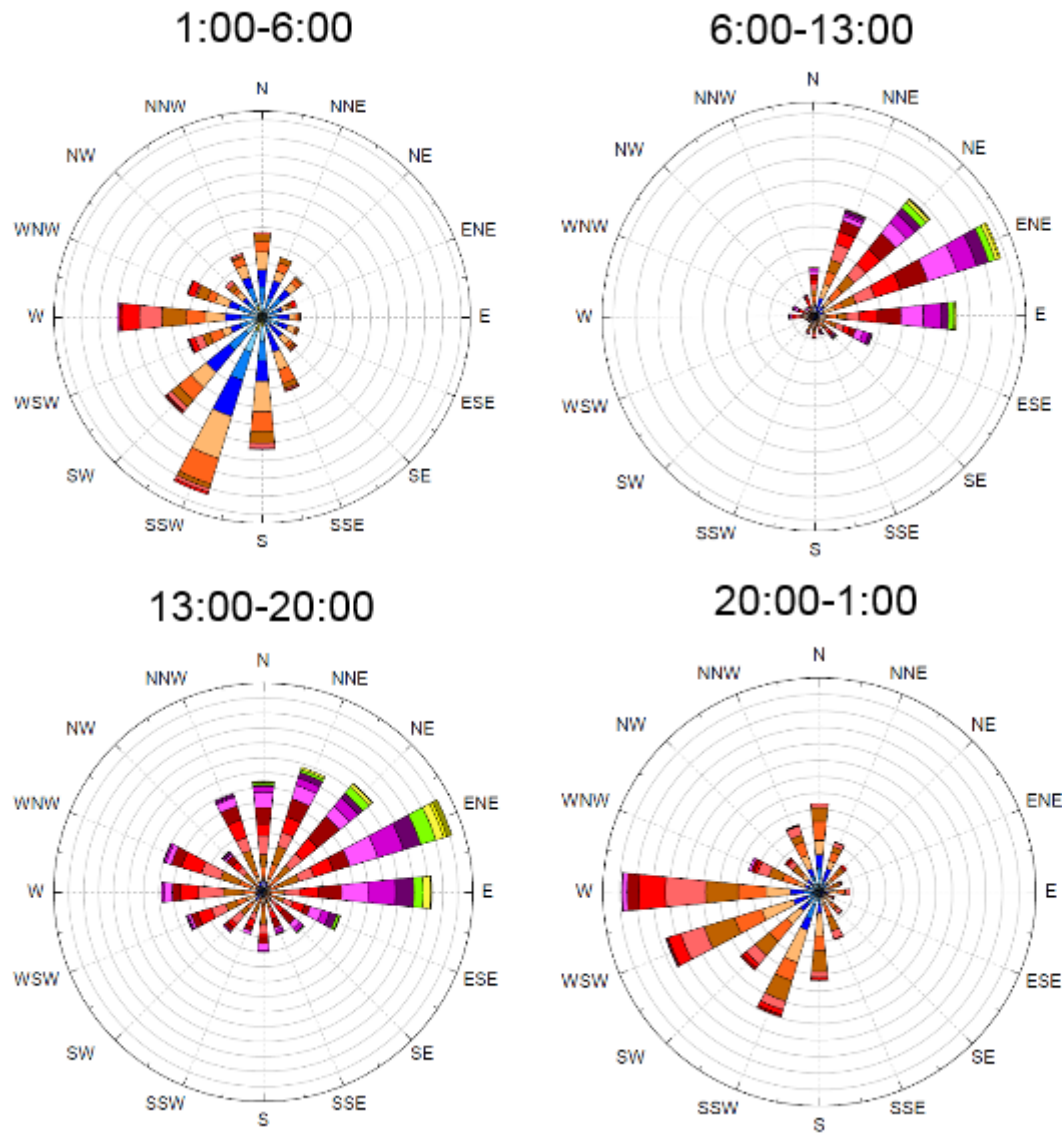 1:00-6:00
N
NNW NNE
NW NE
WNW ENE
W E
WSW ESE
SW SE
SSW SSE
S
6:00-13:00
N
NNW NNE
NW NE
WNW ENE
W E
WSW ESE
SW SE
SSW SSE
S
13:00-20:00
N
NNW NNE
NW NE
WNW ENE
W E
WSW ESE
SW SE
SSW SSE
S
20:00-1:00
N
NNW NNE
NW NE
WNW ENE
W E
WSW ESE
SW SE
SSW SSE
S